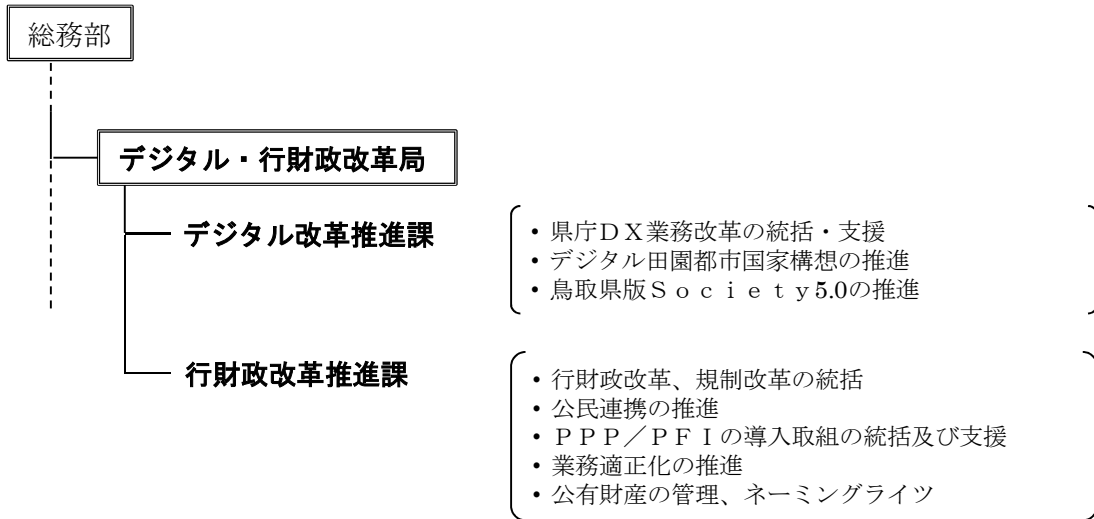 総務部
デジタル・行財政改革局
デジタル改革推進課
・県庁ＤＸ業務改革の統括・支援
・デジタル田園都市国家構想の推進
・鳥取県版Ｓｏｃｉｅｔｙ5.0の推進
行財政改革推進課
・行財政改革、規制改革の統括
・公民連携の推進
・ＰＰＰ／ＰＦＩの導入取組の統括及び支援
・業務適正化の推進
・公有財産の管理、ネーミングライツ